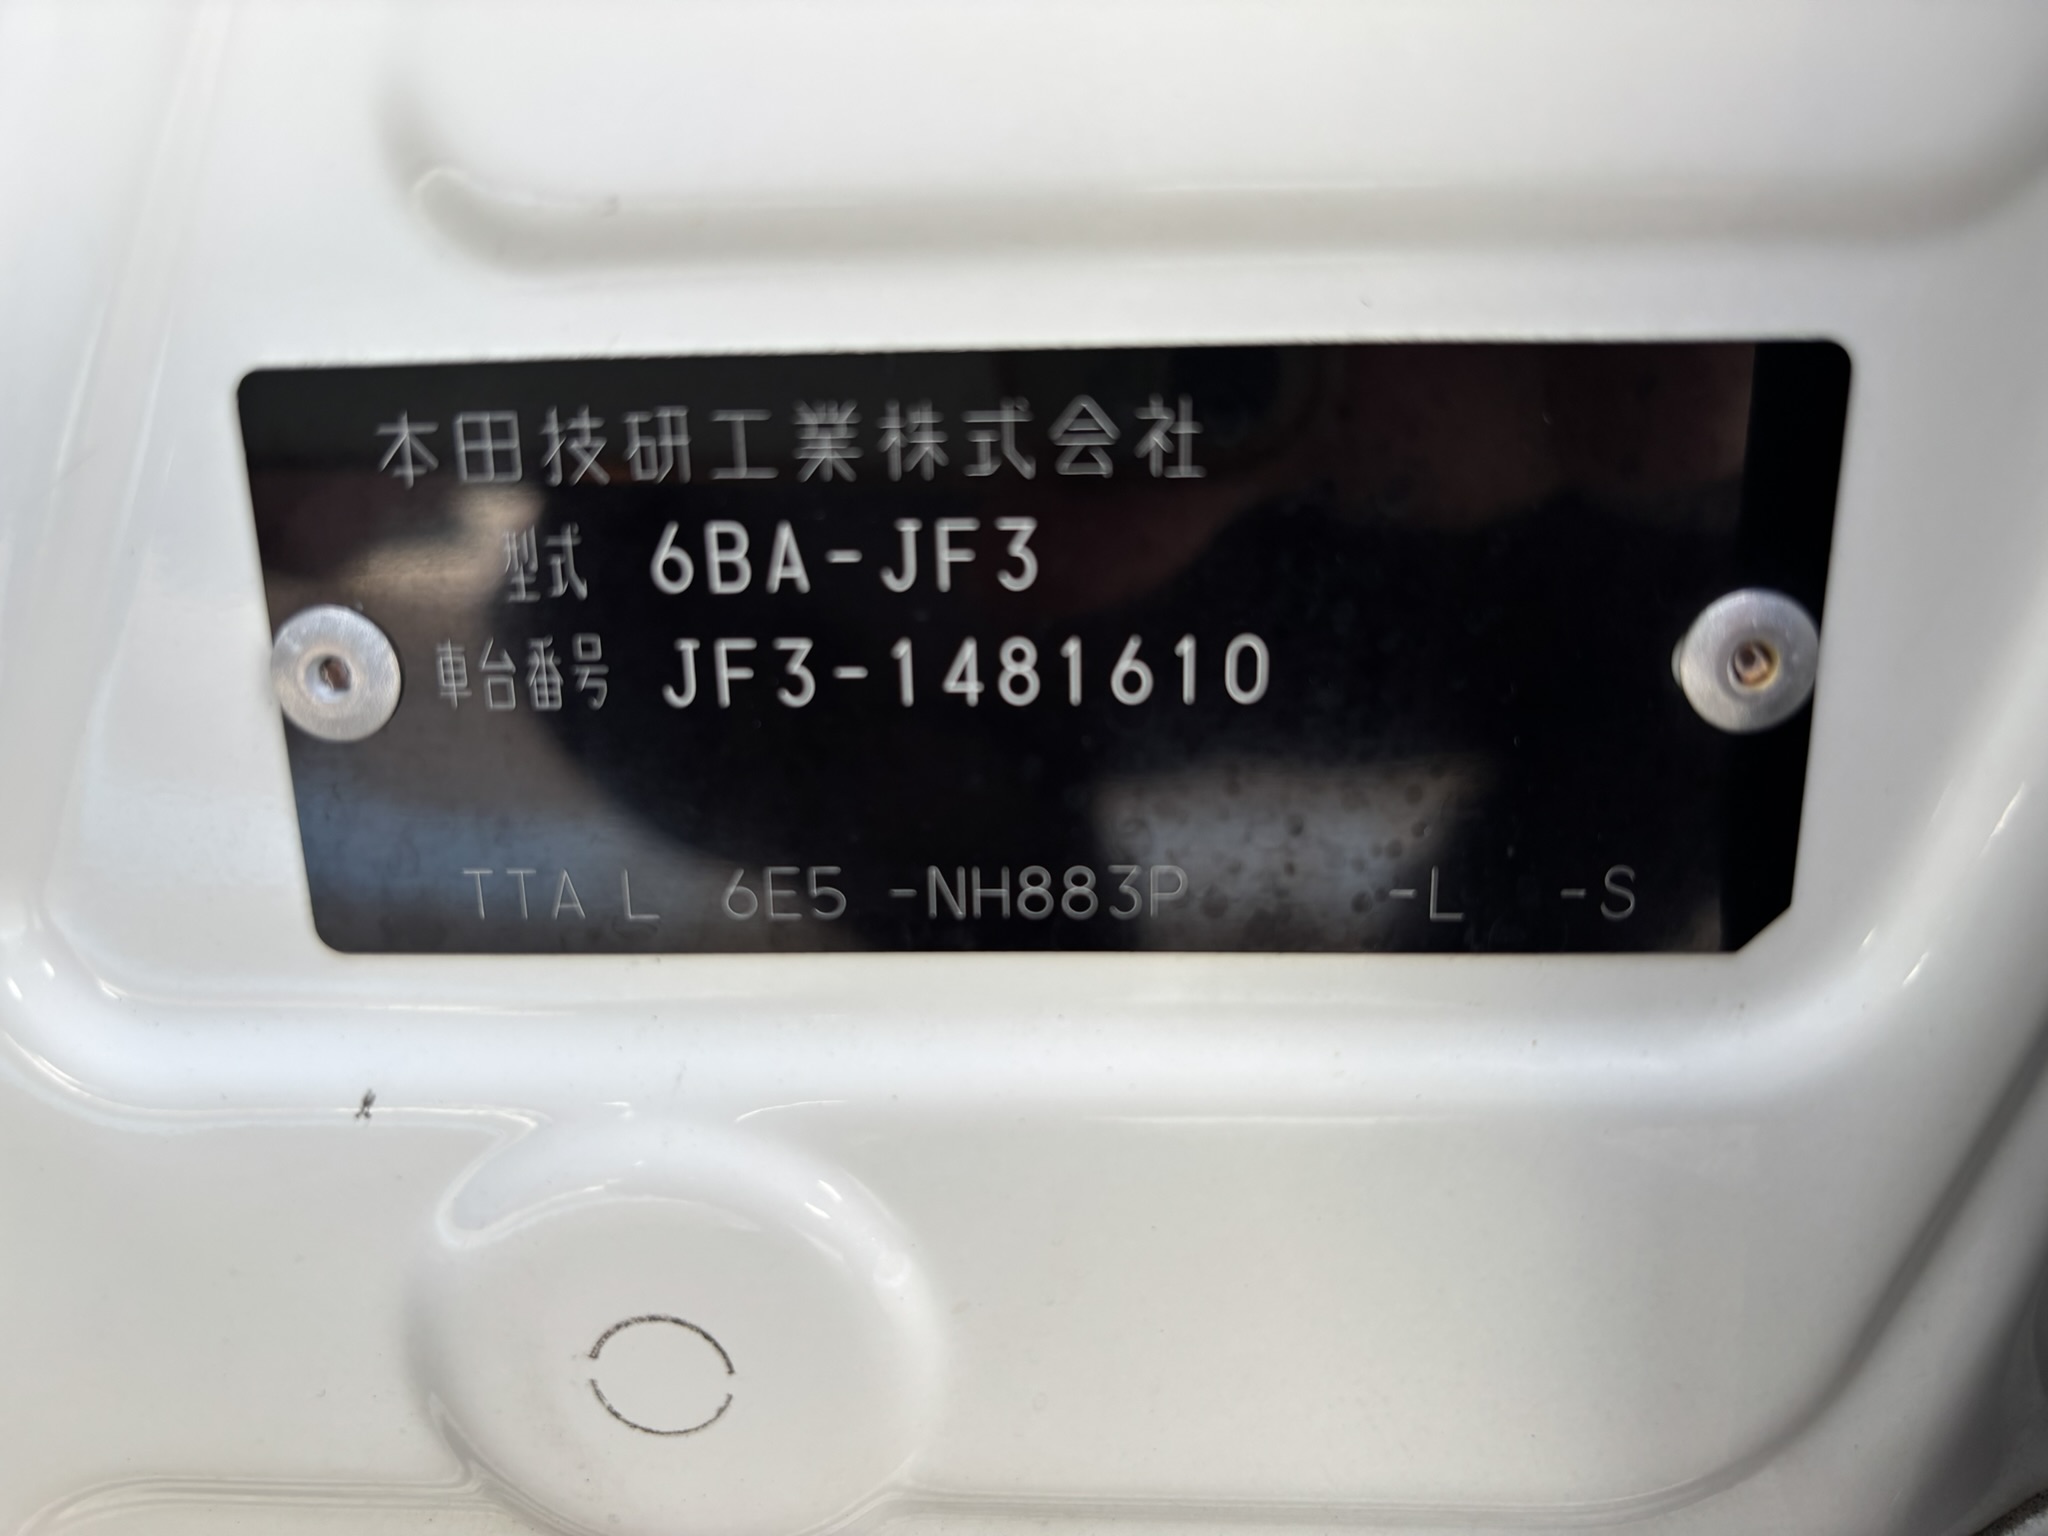 本田技研工業株式会社
型式 6BA-JF3
車台番号 JF3-1481610
TTA L 6E5 -NH883P -L -S